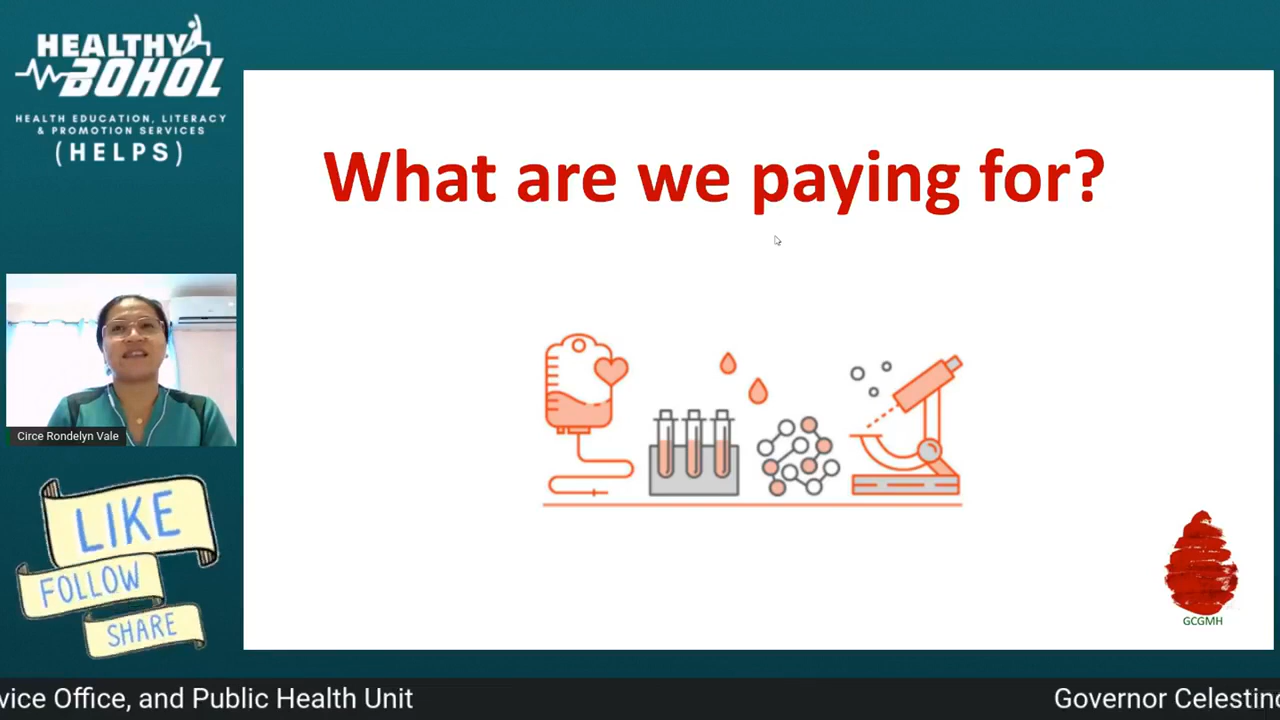 HEALTHY
BOHOL
HEALTH EDUCATION, LITERACY
& PROMOTION SERVICES
(HELPS)
What are we paying for?
Circe Rondelyn Vale
LIKE
FOLLOW
SHARE
GCGMH
vice Office, and Public Health Unit
Governor Celestino